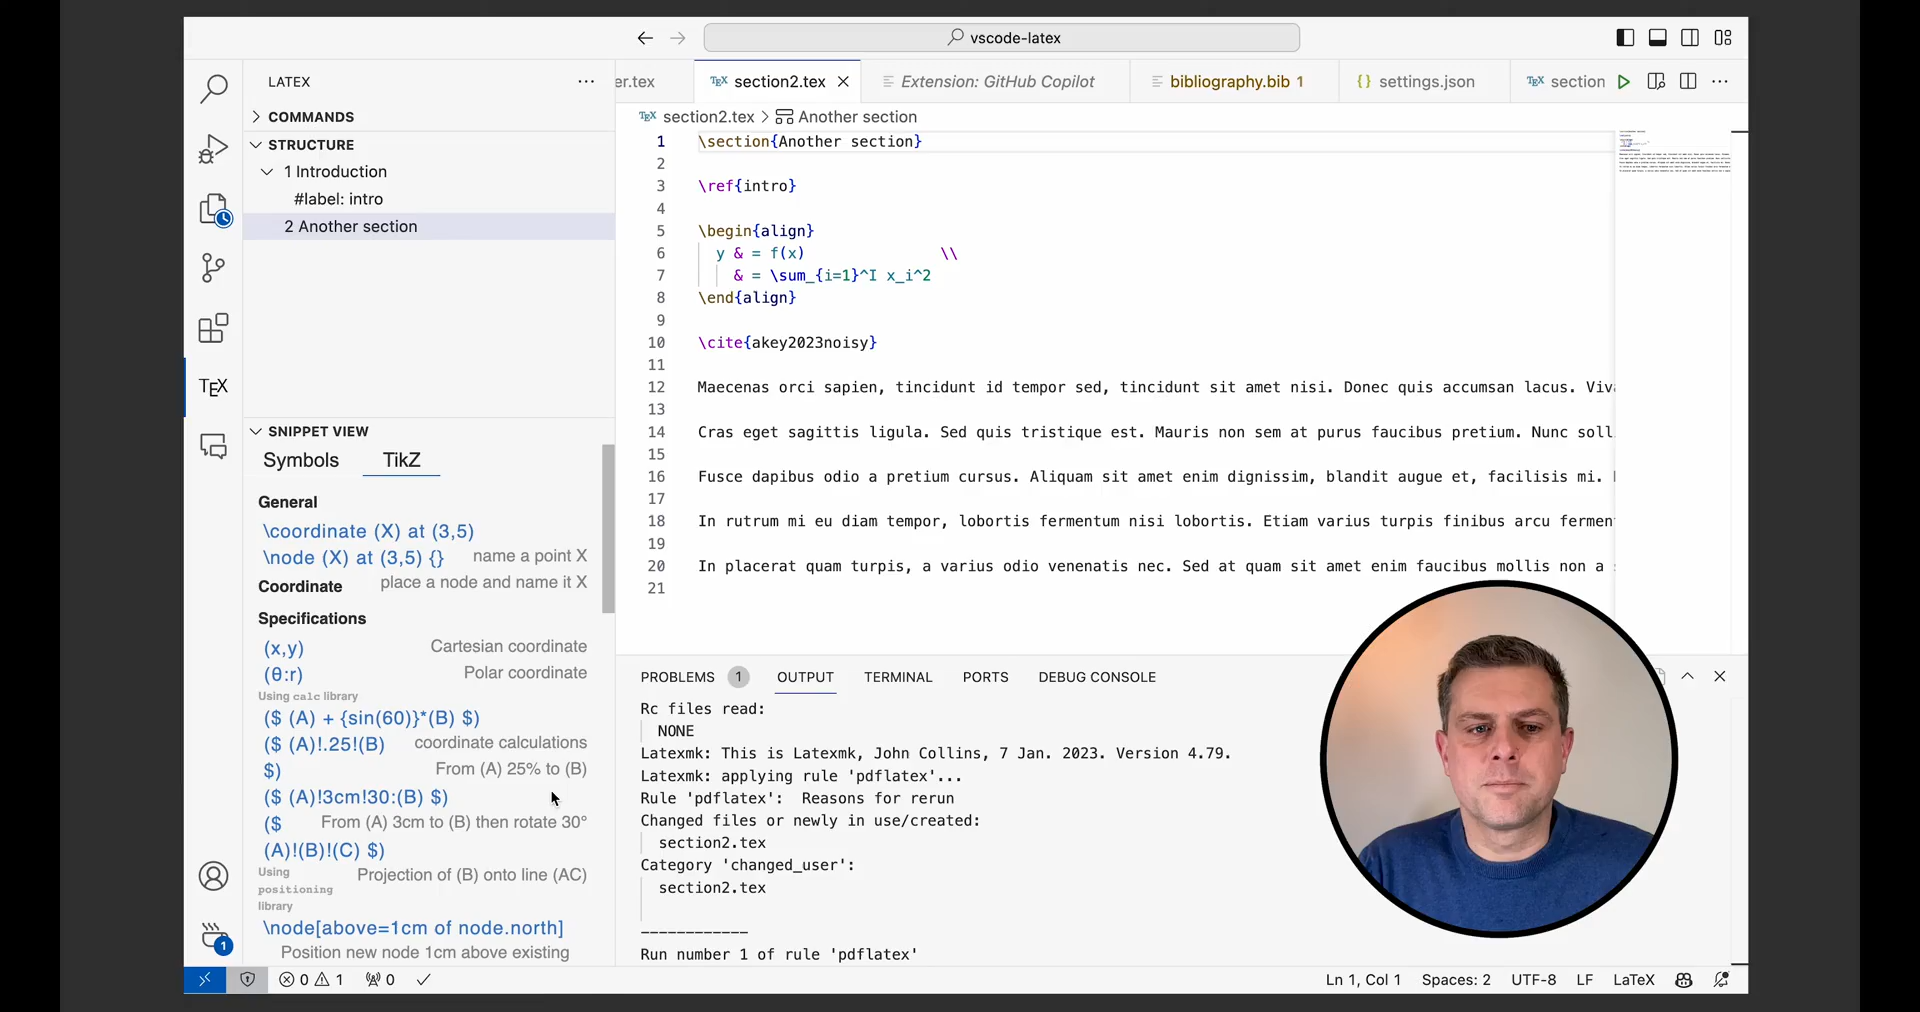 vscode-latex
LATEX
er.tex
TEX section2.tex
Extension: GitHub Copilot
bibliography.bib 1
{} settings.json
TEX section
COMMANDS
TEX section2.tex > Another section
STRUCTURE
1 Introduction
#label: intro
2 Another section
1 \section{Another section}
2
3 \ref{intro}
4
5 \begin{align}
6 y & = f(x) \\
7 & = \sum_{i=1}^I x_i^2
8 \end{align}
9
10 \cite{akey2023noisy}
11
12 Maecenas orci sapien, tincidunt id tempor sed, tincidunt sit amet nisi. Donec quis accumsan lacus. Viv
13
14 Cras eget sagittis ligula. Sed quis tristique est. Mauris non sem at purus faucibus pretium. Nunc soll
15
16 Fusce dapibus odio a pretium cursus. Aliquam sit amet enim dignissim, blandit augue et, facilisis mi.
17
18 In rutrum mi eu diam tempor, lobortis fermentum nisi lobortis. Etiam varius turpis finibus arcu fermen
19
20 In placerat quam turpis, a varius odio venenatis nec. Sed at quam sit amet enim faucibus mollis non a
21
TEX
SNIPPET VIEW
Symbols TikZ
General
\coordinate (X) at (3,5)
name a point X
\node (X) at (3,5) {}
place a node and name it X
Coordinate
Specifications
(x,y) Cartesian coordinate
(θ:r) Polar coordinate
Using calc library
($ (A) + {sin(60)}*(B) $)
coordinate calculations
($ (A)!.25!(B)
$) From (A) 25% to (B)
($ (A)!3cm!30:(B) $)
From (A) 3cm to (B) then rotate 30°
($
(A)!(B)!(C) $)
Projection of (B) onto line (AC)
Using
positioning
library
\node[above=1cm of node.north]
Position new node 1cm above existing
PROBLEMS 1 OUTPUT TERMINAL PORTS DEBUG CONSOLE
Rc files read:
NONE
Latexmk: This is Latexmk, John Collins, 7 Jan. 2023. Version 4.79.
Latexmk: applying rule 'pdflatex'...
Rule 'pdflatex': Reasons for rerun
Changed files or newly in use/created:
section2.tex
Category 'changed_user':
section2.tex
------------
Run number 1 of rule 'pdflatex'
1
0 1 0
Ln 1, Col 1 Spaces: 2 UTF-8 LF LaTeX